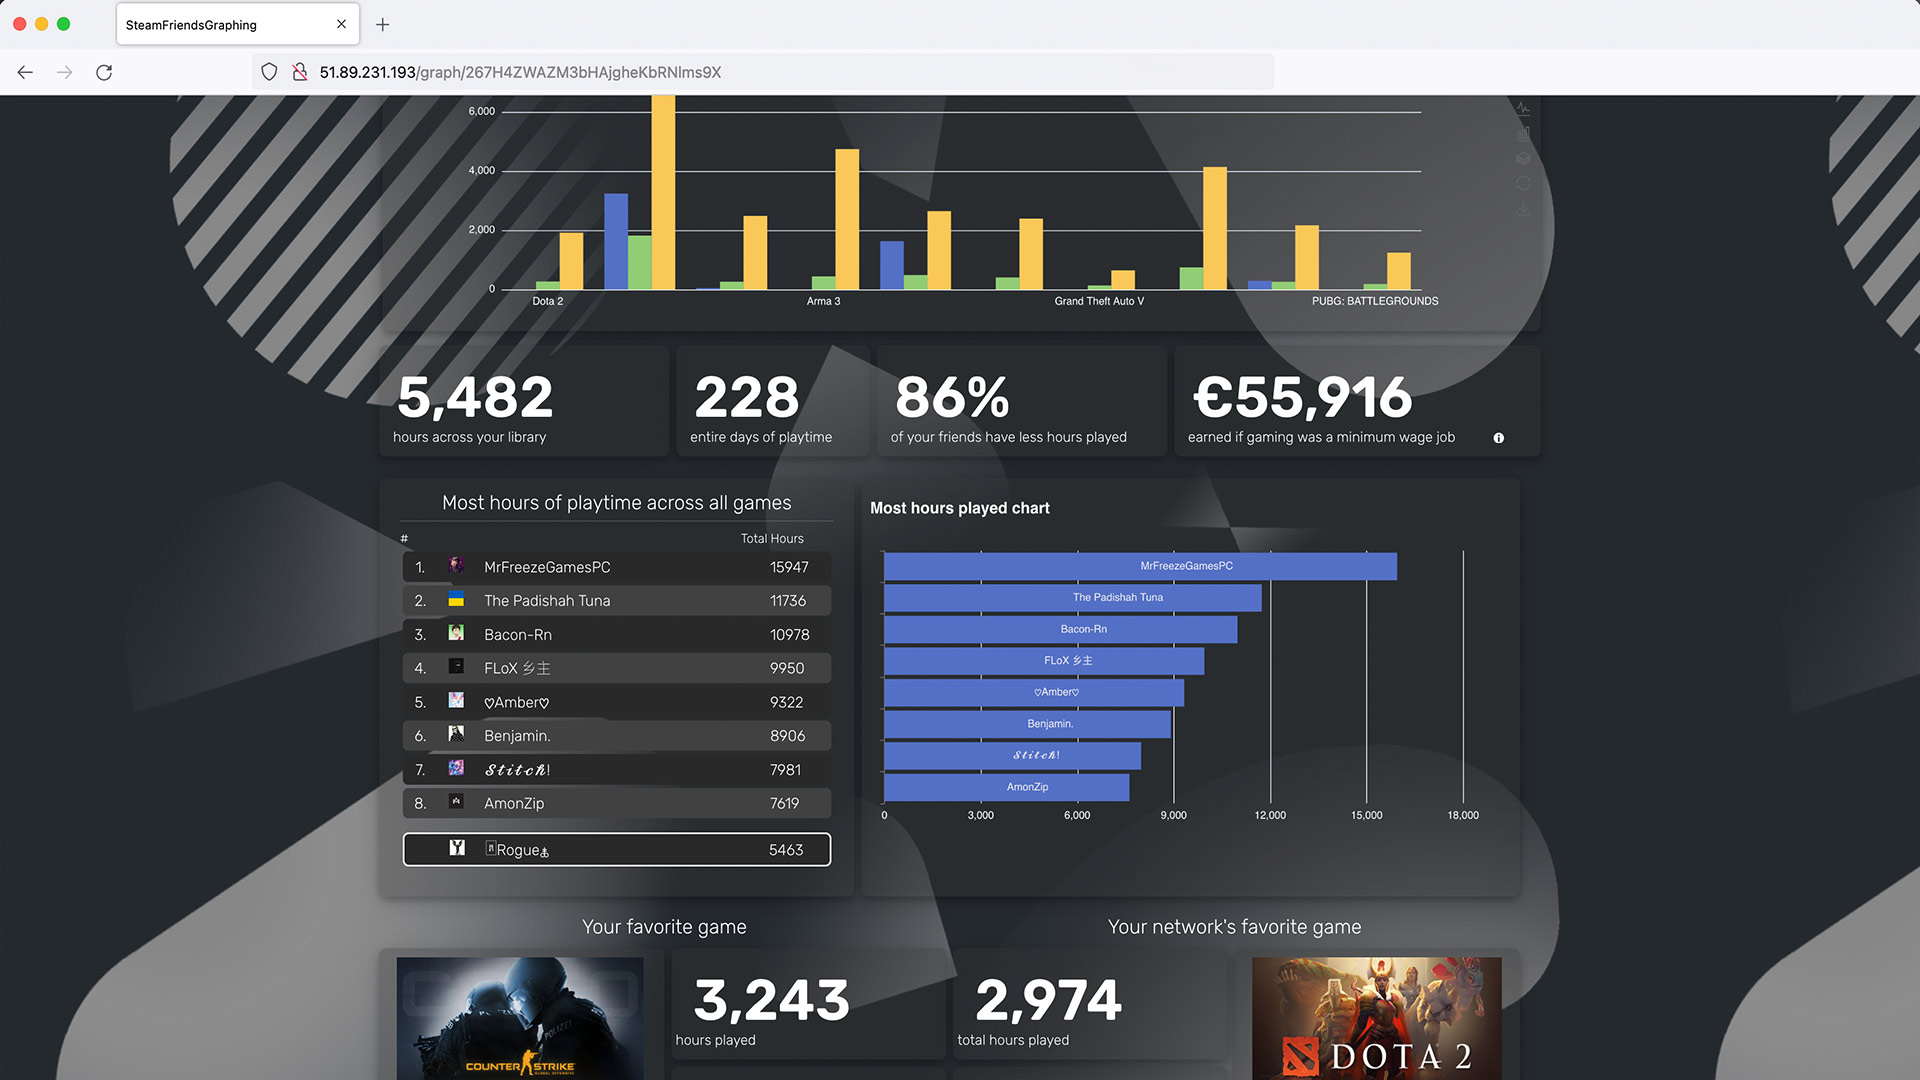 SteamFriendsGraphing
51.89.231.193/graph/267H4ZWAZM3bHAjgheKbRNlms9X
6,000
4,000
2,000
0
Dota 2
Arma 3
Grand Theft Auto V
PUBG: BATTLEGROUNDS
5,482
hours across your library
228
entire days of playtime
86%
of your friends have less hours played
€55,916
earned if gaming was a minimum wage job
Most hours of playtime across all games
# Total Hours
1. MrFreezeGamesPC 15947
2. The Padishah Tuna 11736
3. Bacon-Rn 10978
4. FLoX 乡主 9950
5. ♡Amber♡ 9322
6. Benjamin. 8906
7. 𝓢𝓽𝓲𝓽𝓬𝓱! 7981
8. AmonZip 7619
Rogue 5463
Most hours played chart
MrFreezeGamesPC
The Padishah Tuna
Bacon-Rn
FLoX 乡主
♡Amber♡
Benjamin.
𝓢𝓽𝓲𝓽𝓬𝓱!
AmonZip
0 3,000 6,000 9,000 12,000 15,000 18,000
Your favorite game
Your network's favorite game
POLIZEI
COUNTER STRIKE
GLOBAL OFFENSIVE
3,243
hours played
2,974
total hours played
DOTA 2